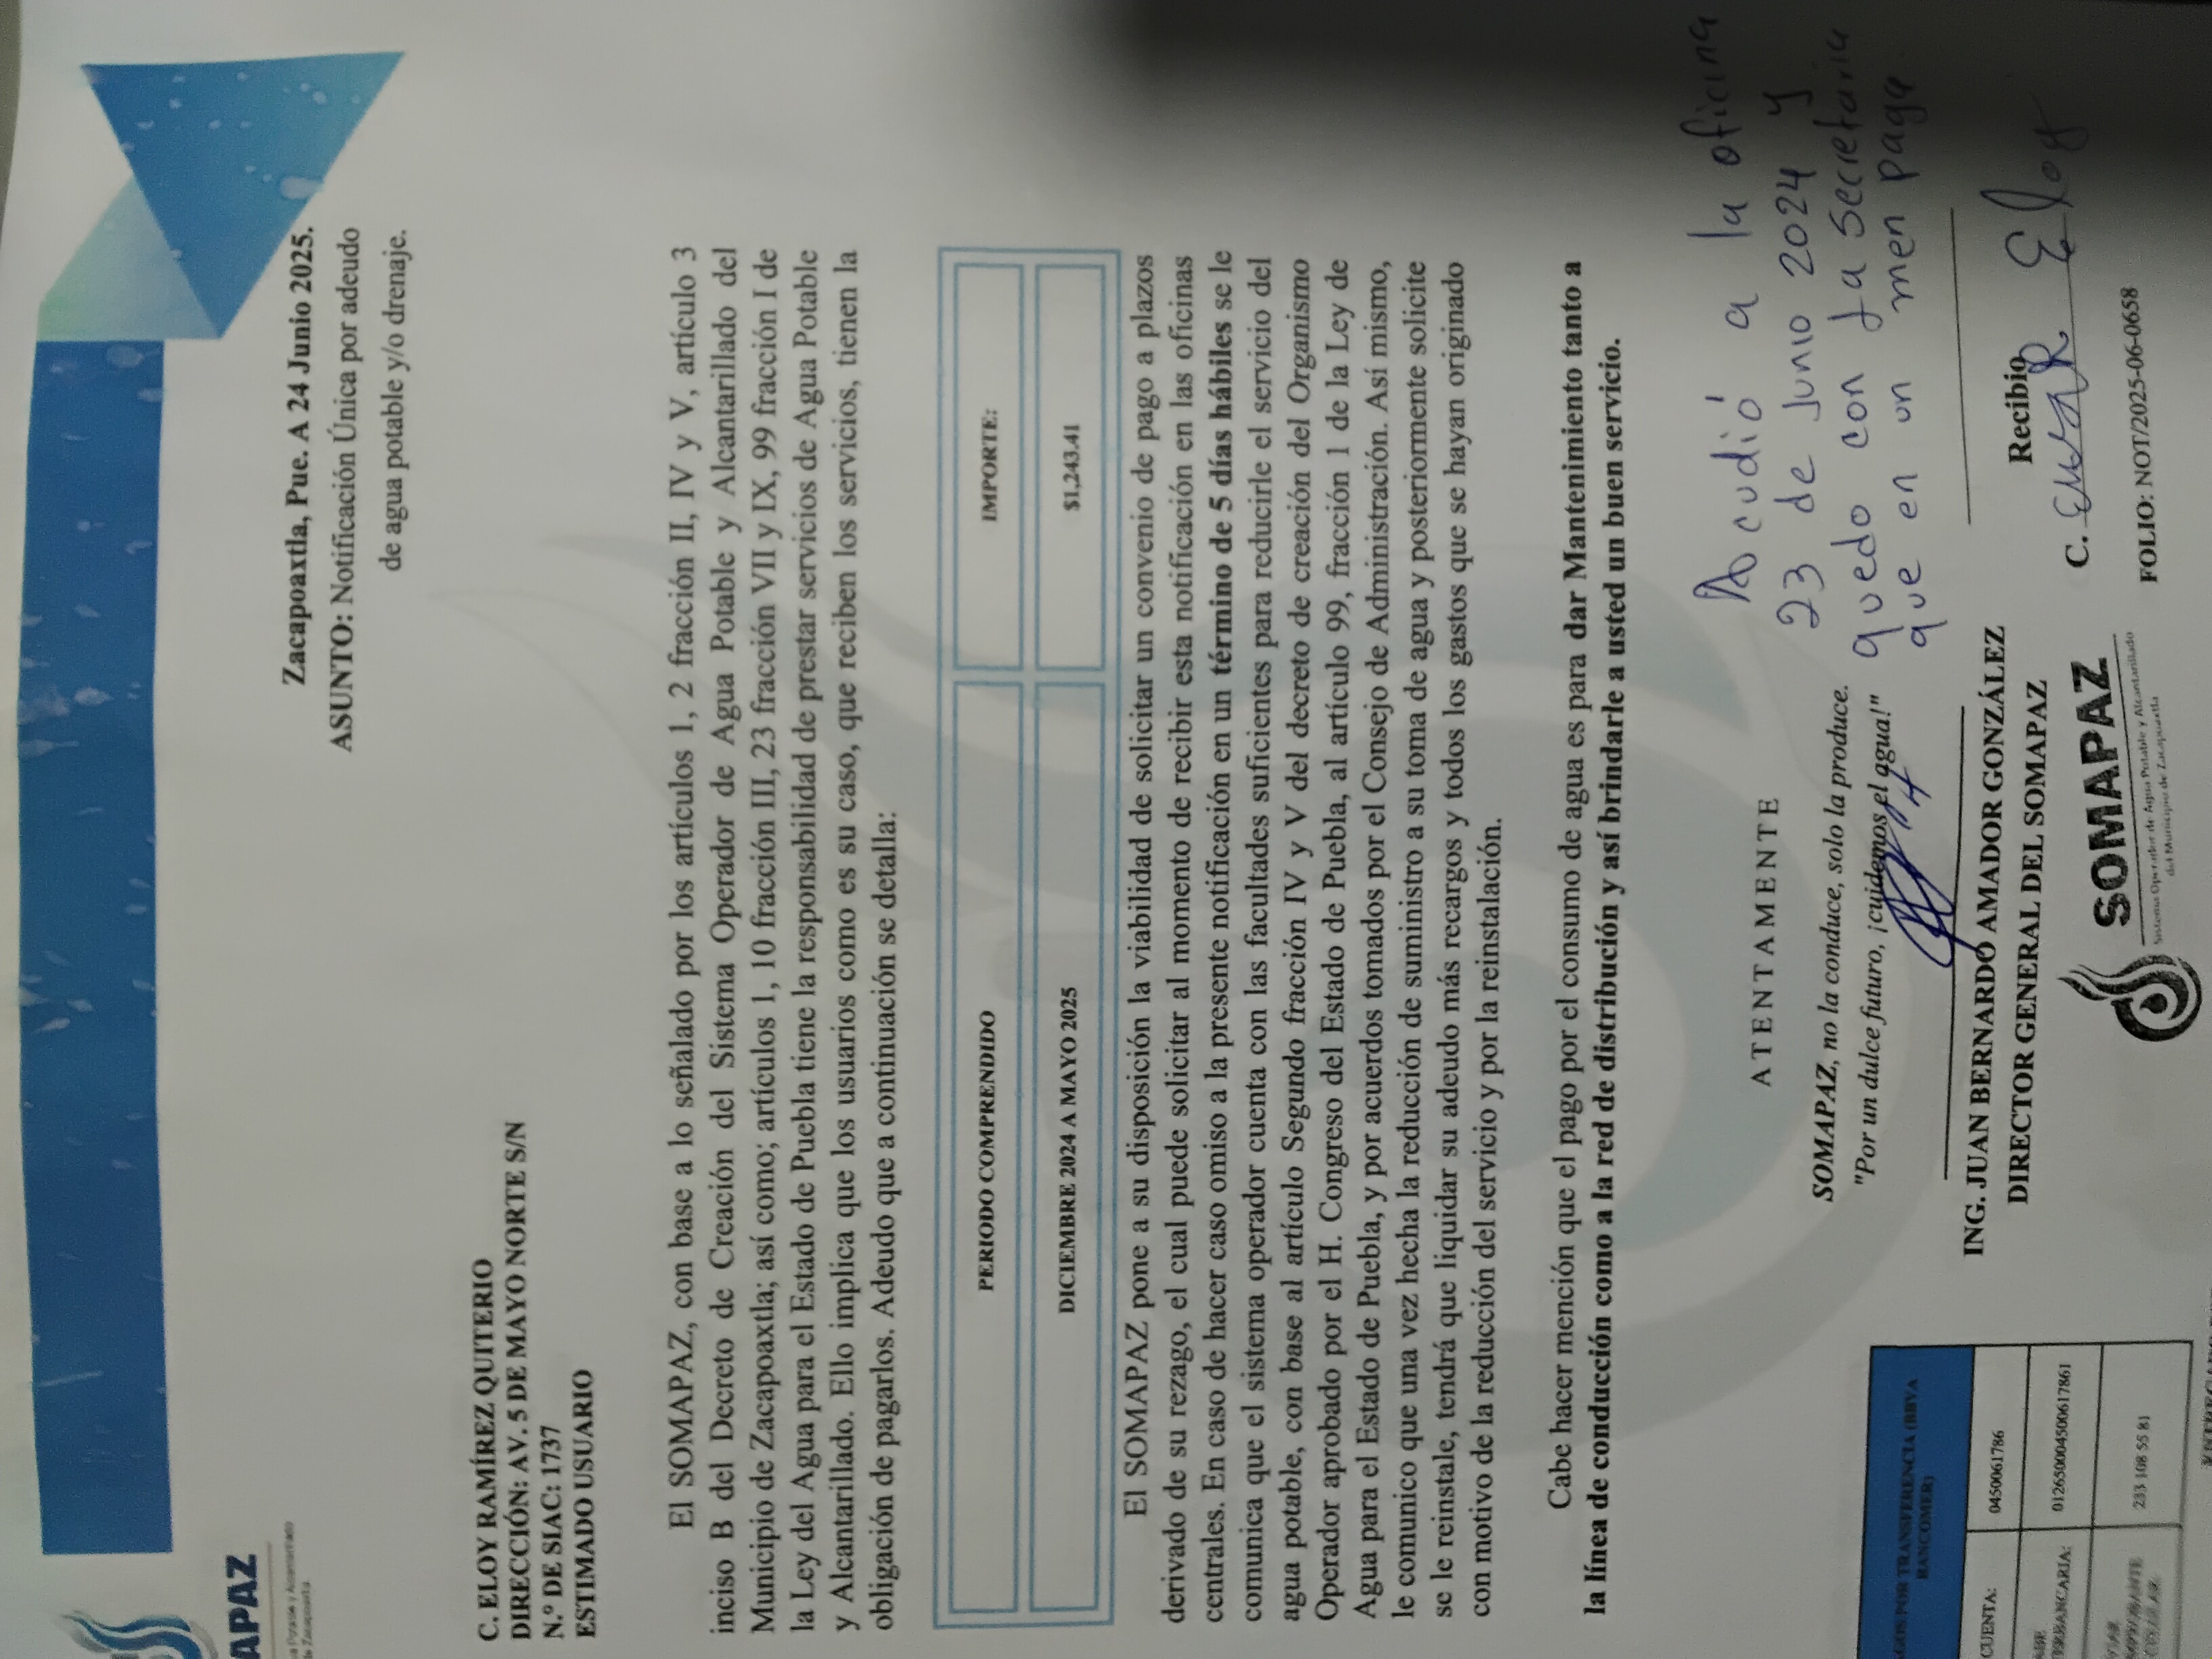 APAZ
de Zacapoaxtla
Zacapoaxtla, Pue. A 24 Junio 2025.
ASUNTO: Notificación Única por adeudo
de agua potable y/o drenaje.
C. ELOY RAMÍREZ QUITERIO
DIRECCIÓN: AV. 5 DE MAYO NORTE S/N
N.º DE SIAC: 1737
ESTIMADO USUARIO
El SOMAPAZ, con base a lo señalado por los artículos 1, 2 fracción II, IV y V, artículo 3
inciso B del Decreto de Creación del Sistema Operador de Agua Potable y Alcantarillado del
Municipio de Zacapoaxtla; así como; artículos 1, 10 fracción III, 23 fracción VII y IX, 99 fracción I de
la Ley del Agua para el Estado de Puebla tiene la responsabilidad de prestar servicios de Agua Potable
y Alcantarillado. Ello implica que los usuarios como es su caso, que reciben los servicios, tienen la
obligación de pagarlos. Adeudo que a continuación se detalla:
PERIODO COMPRENDIDO IMPORTE:
DICIEMBRE 2024 A MAYO 2025 $1,243.41
El SOMAPAZ pone a su disposición la viabilidad de solicitar un convenio de pago a plazos
derivado de su rezago, el cual puede solicitar al momento de recibir esta notificación en las oficinas
centrales. En caso de hacer caso omiso a la presente notificación en un término de 5 días hábiles se le
comunica que el sistema operador cuenta con las facultades suficientes para reducirle el servicio del
agua potable, con base al artículo Segundo fracción IV y V del decreto de creación del Organismo
Operador aprobado por el H. Congreso del Estado de Puebla, al artículo 99, fracción 1 de la Ley de
Agua para el Estado de Puebla, y por acuerdos tomados por el Consejo de Administración. Así mismo,
le comunico que una vez hecha la reducción de suministro a su toma de agua y posteriormente solicite
se le reinstale, tendrá que liquidar su adeudo más recargos y todos los gastos que se hayan originado
con motivo de la reducción del servicio y por la reinstalación.
Cabe hacer mención que el pago por el consumo de agua es para dar Mantenimiento tanto a
la línea de conducción como a la red de distribución y así brindarle a usted un buen servicio.
ATENTAMENTE
SOMAPAZ, no la conduce, solo la produce.
"Por un dulce futuro, ¡cuidemos el agua!"
Acudió a la oficina
23 de Junio 2024 y
quedo con la secretaria
que en un men paga
ING. JUAN BERNARDO AMADOR GONZÁLEZ
DIRECTOR GENERAL DEL SOMAPAZ
SOMAPAZ
Sistema Operador de Agua Potable y Alcantarillado
del Municipio de Zacapoaxtla
Recibio
C. Eloy
FOLIO: NOT/2025-06-0658
GOS POR TRANSFERENCIA (BBVA
BANCOMER)
CUENTA: 0450061786
ERBANCARIA: 012650004500617861
233 108 55 81